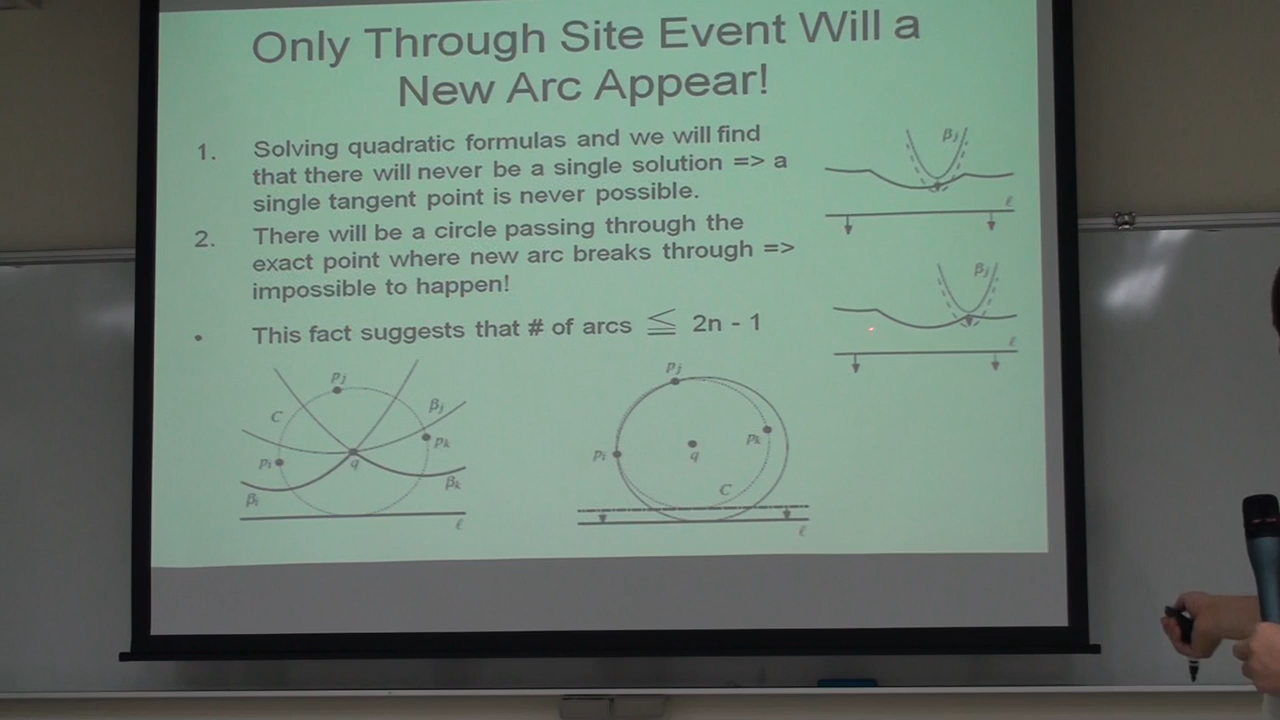 Only Through Site Event Will a
New Arc Appear!
1. Solving quadratic formulas and we will find
that there will never be a single solution => a
single tangent point is never possible.
2. There will be a circle passing through the
exact point where new arc breaks through =>
impossible to happen!
• This fact suggests that # of arcs ≦ 2n - 1
βj
ℓ
βj
ℓ
pj
C
βj
pk
pi
q
βk
βi
ℓ
pj
pi
pk
q
C
ℓ